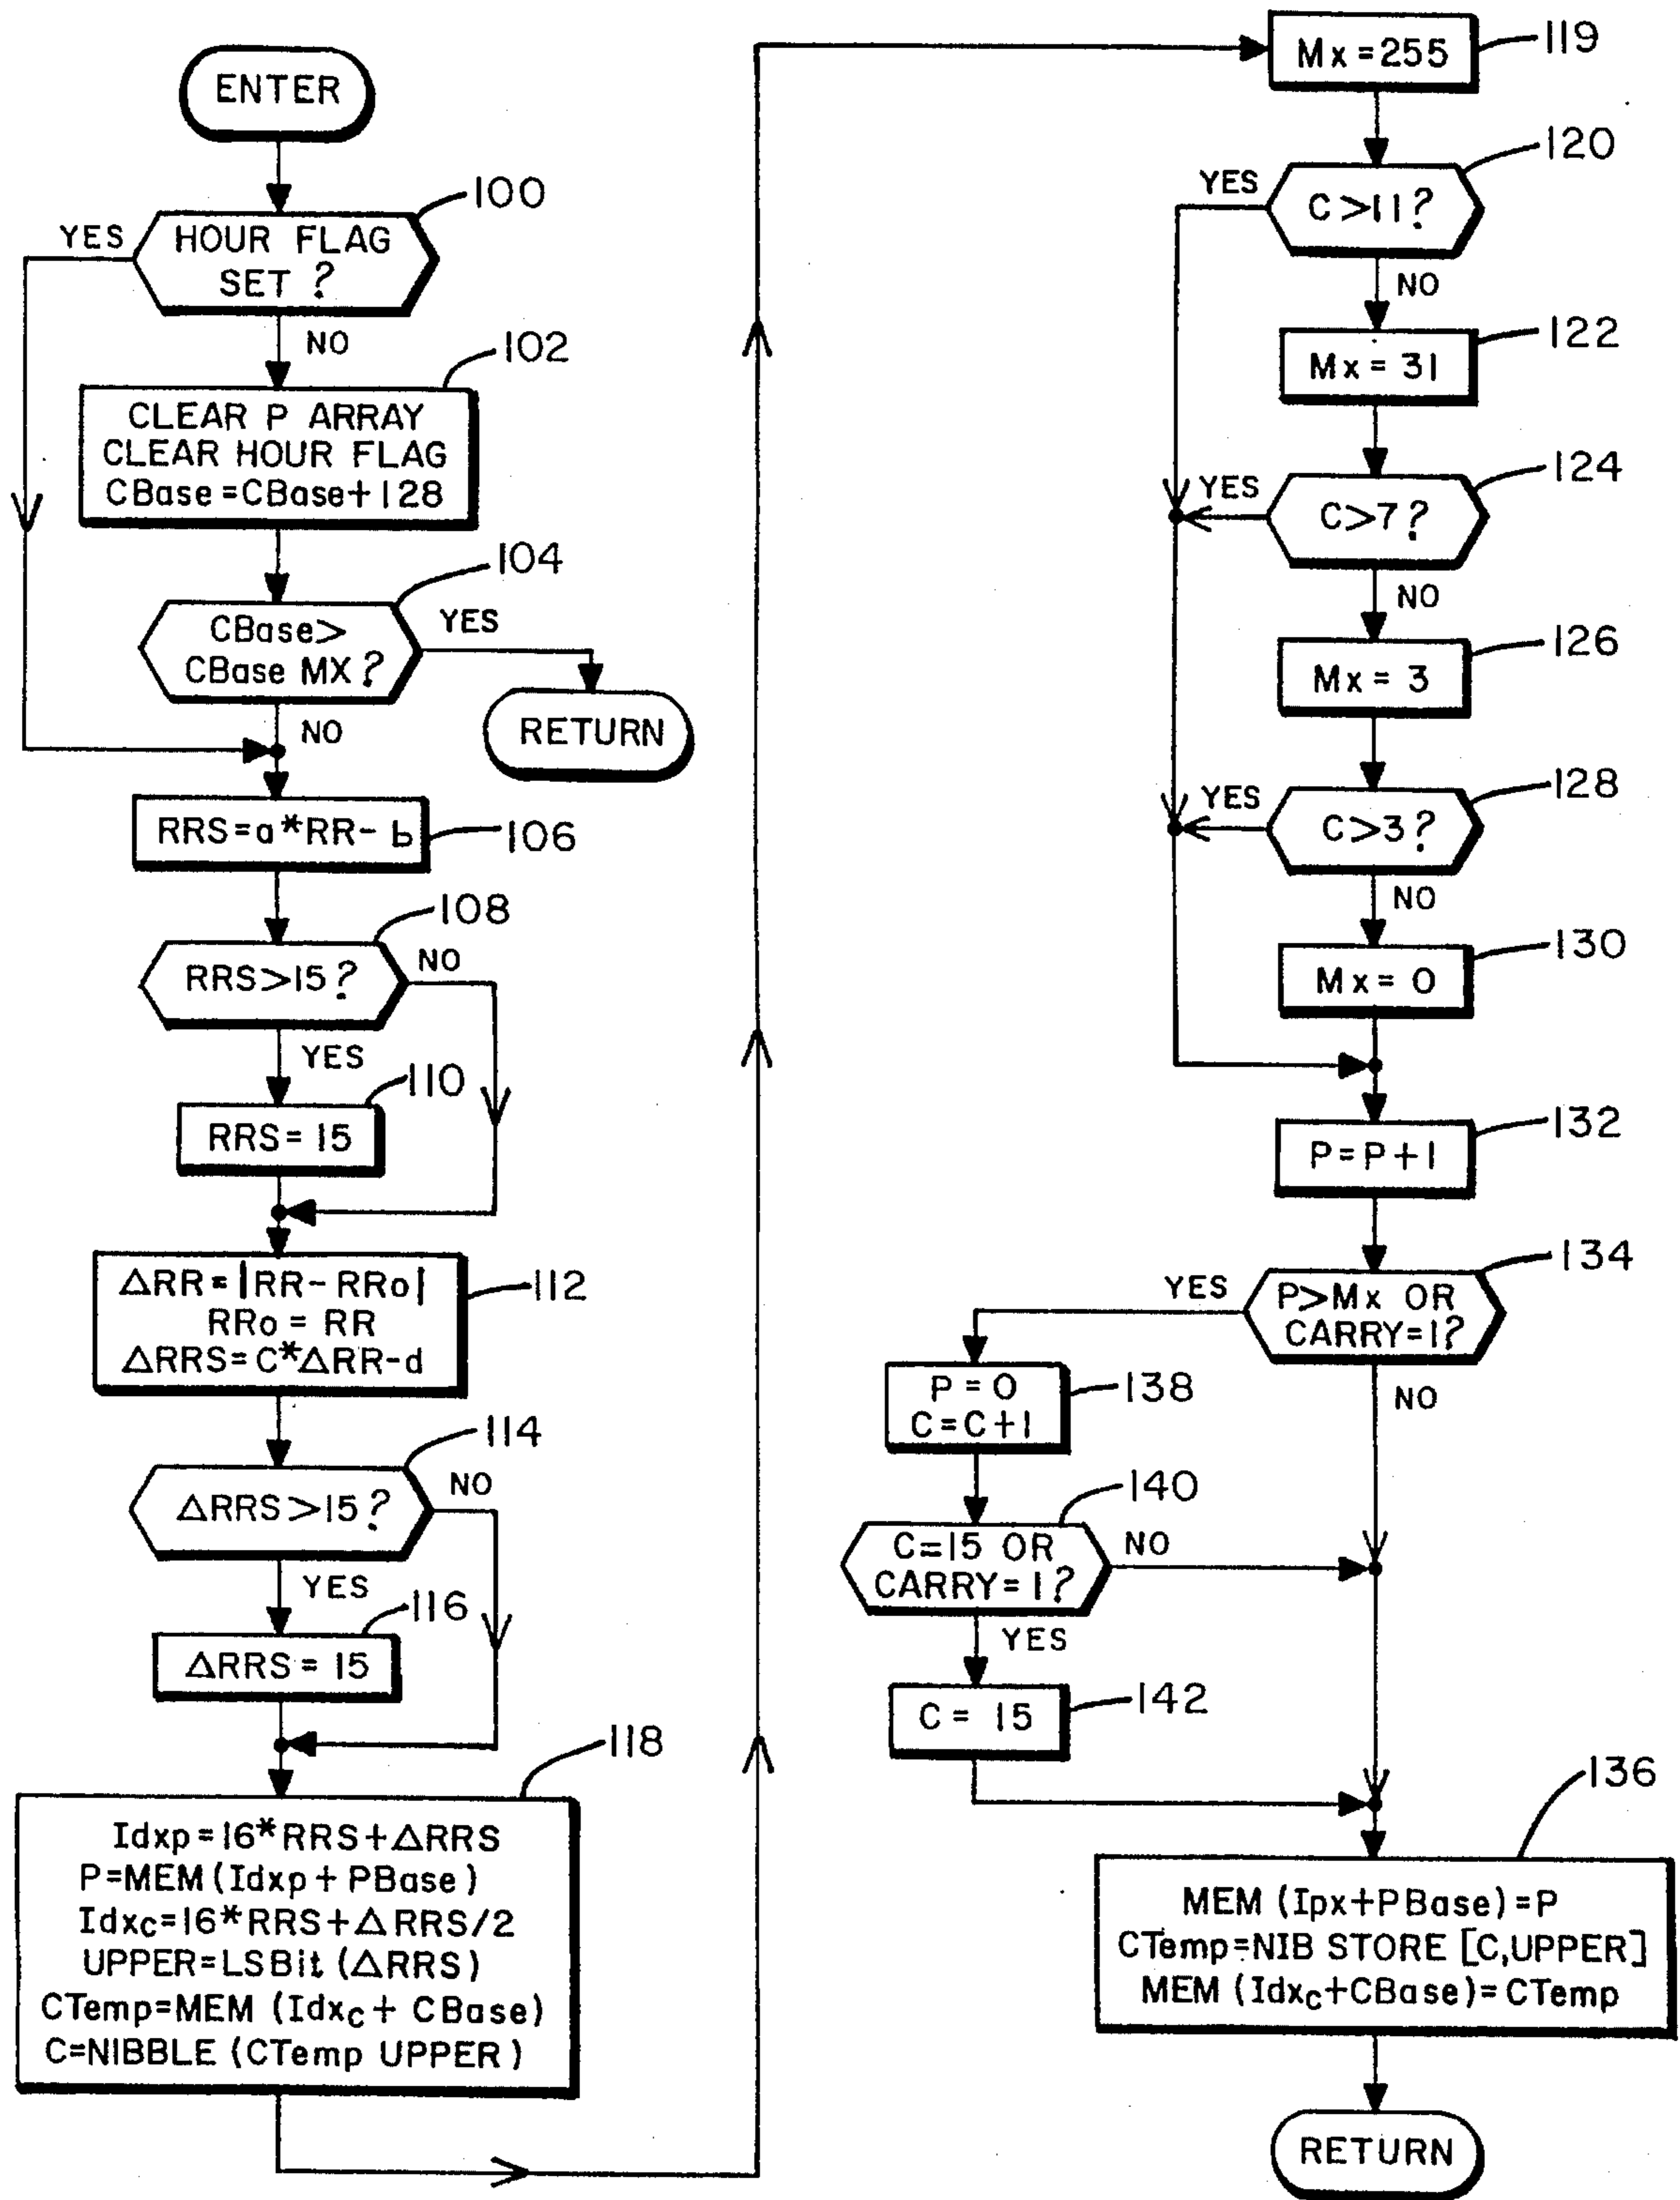 ENTER
100
HOUR FLAG
SET ?
YES
NO
102
CLEAR P ARRAY
CLEAR HOUR FLAG
CBase =CBase+128
104
CBase>
CBase MX ?
YES
NO
RETURN
RRS=a*RR- b
106
108
RRS>15?
NO
YES
110
RRS= 15
ΔRR=|RR-RRo|
RRo = RR
ΔRRS=C*ΔRR-d
112
114
ΔRRS >15?
NO
YES
116
ΔRRS = 15
118
Idxp=16*RRS+ΔRRS
P=MEM (Idxp+ PBase)
Idxc=16*RRS+ΔRRS/2
UPPER=LSBit (ΔRRS)
CTemp=MEM (Idxc+ CBase)
C=NIBBLE (CTemp UPPER)
Mx=255
119
120
C>11?
YES
NO
122
Mx = 31
124
C>7?
YES
NO
126
Mx = 3
128
C>3?
YES
NO
130
Mx= 0
132
P=P+1
134
P>Mx OR
CARRY=1?
YES
NO
P=0
C=C+1
138
140
C=15 OR
CARRY= 1?
NO
YES
C= 15
142
136
MEM (Ipx+PBase)=P
CTemp=NIB STORE [C,UPPER]
MEM (Idxc+CBase)=CTemp
RETURN